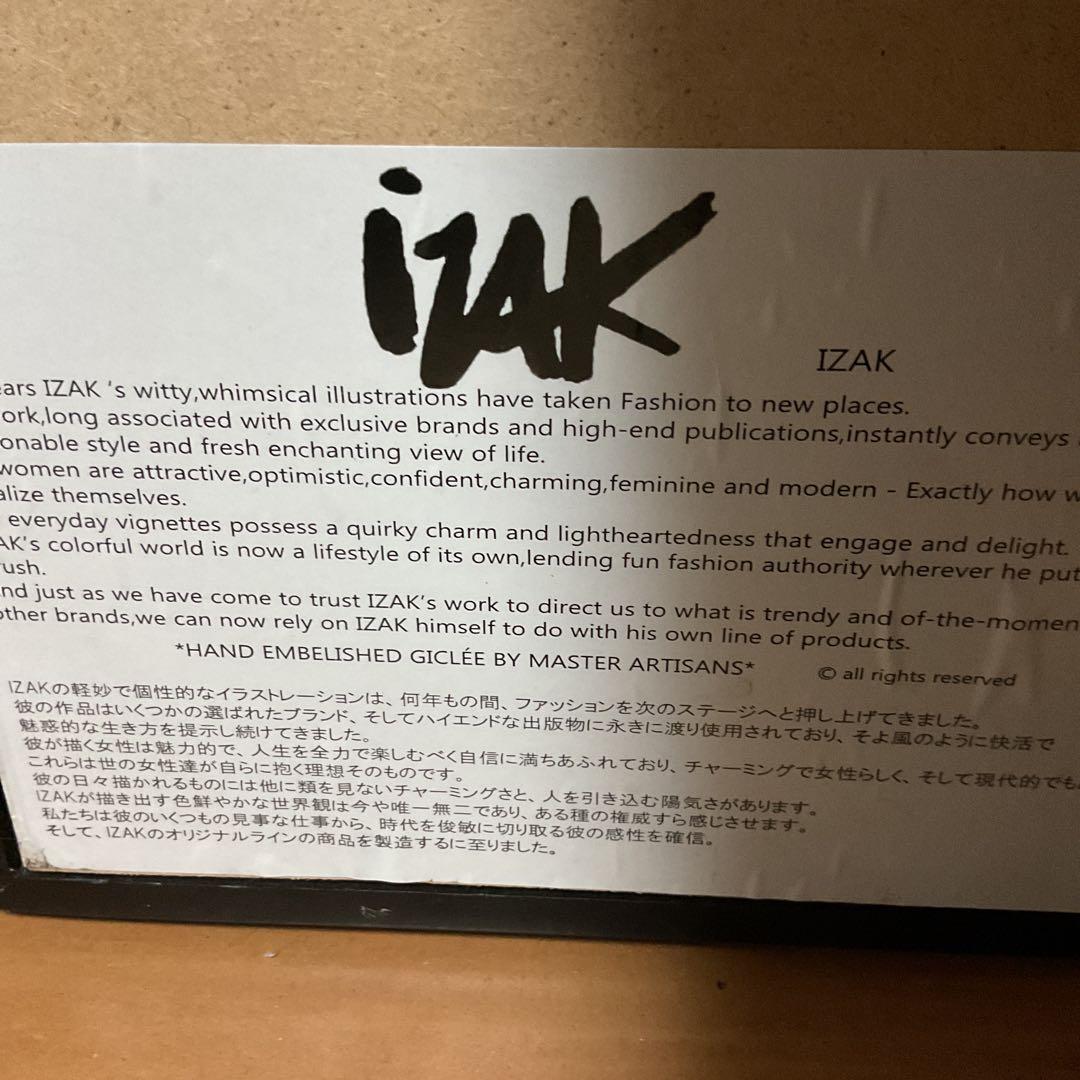 iZAK
IZAK
ears IZAK 's witty,whimsical illustrations have taken Fashion to new places.
ork,long associated with exclusive brands and high-end publications,instantly conveys
onable style and fresh enchanting view of life.
women are attractive,optimistic,confident,charming,feminine and modern - Exactly how w
alize themselves.
everyday vignettes possess a quirky charm and lightheartedness that engage and delight.
AK's colorful world is now a lifestyle of its own,lending fun fashion authority wherever he put
rush.
nd just as we have come to trust IZAK's work to direct us to what is trendy and of-the-momen
other brands,we can now rely on IZAK himself to do with his own line of products.
*HAND EMBELISHED GICLÉE BY MASTER ARTISANS*
© all rights reserved
IZAKの軽妙で個性的なイラストレーションは、何年もの間、ファッションを次のステージへと押し上げてきました。
彼の作品はいくつかの選ばれたブランド、そしてハイエンドな出版物に永きに渡り使用されており、そよ風のように快活で
魅惑的な生き方を提示し続けてきました。
彼が描く女性は魅力的で、人生を全力で楽しむべく自信に満ちあふれており、チャーミングで女性らしく、そして現代的でも
これらは世の女性達が自らに抱く理想そのものです。
彼の日々描かれるものには他に類を見ないチャーミングさと、人を引き込む陽気さがあります。
IZAKが描き出す色鮮やかな世界観は今や唯一無二であり、ある種の権威すら感じさせます。
私たちは彼のいくつもの見事な仕事から、時代を俊敏に切り取る彼の感性を確信。
そして、IZAKのオリジナルラインの商品を製造するに至りました。